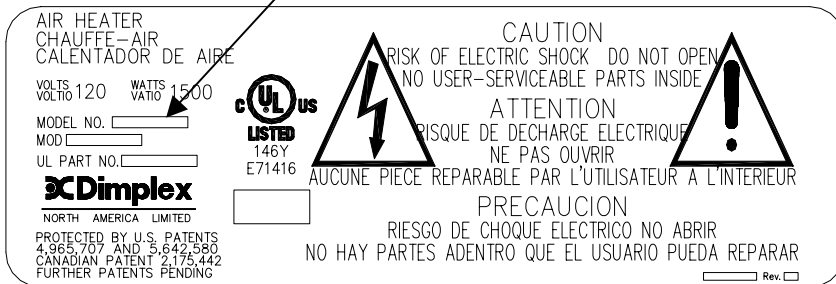 AIR HEATER
CHAUFFE-AIR
CALENTADOR DE AIRE
VOLTS
VOLTIO 120
WATTS
VATIO 1500
MODEL NO.
MOD
UL PART NO.
Dimplex
NORTH AMERICA LIMITED
PROTECTED BY U.S. PATENTS
4,965,707 AND 5,642,580
CANADIAN PATENT 2,175,442
FURTHER PATENTS PENDING
C UL US
LISTED
146Y
E71416
CAUTION
RISK OF ELECTRIC SHOCK DO NOT OPEN
NO USER-SERVICEABLE PARTS INSIDE
ATTENTION
RISQUE DE DECHARGE ELECTRIQUE
NE PAS OUVRIR
AUCUNE PIECE REPARABLE PAR L'UTILISATEUR A L'INTERIEUR
PRECAUCION
RIESGO DE CHOQUE ELECTRICO NO ABRIR
NO HAY PARTES ADENTRO QUE EL USUARIO PUEDA REPARAR
Rev.